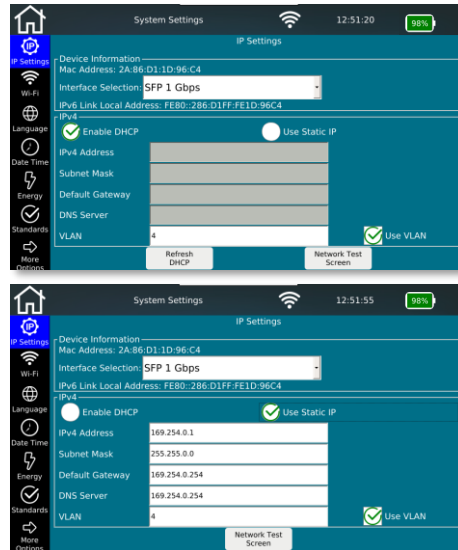 System Settings 12:51:20 98%
IP Settings
IP
IP Settings
Device Information
Mac Address: 2A:86:D1:1D:96:C4
Wi-Fi
Interface Selection: SFP 1 Gbps
IPv6 Link Local Address: FE80::286:D1FF:FE1D:96C4
Language
IPv4
Enable DHCP Use Static IP
Date Time
IPv4 Address
Subnet Mask
Energy
Default Gateway
DNS Server
Standards
VLAN 4 Use VLAN
More Options
Refresh DHCP
Network Test Screen
System Settings 12:51:55 98%
IP Settings
IP
IP Settings
Device Information
Mac Address: 2A:86:D1:1D:96:C4
Wi-Fi
Interface Selection: SFP 1 Gbps
IPv6 Link Local Address: FE80::286:D1FF:FE1D:96C4
Language
IPv4
Enable DHCP Use Static IP
Date Time
IPv4 Address 169.254.0.1
Subnet Mask 255.255.0.0
Energy
Default Gateway 169.254.0.254
DNS Server 169.254.0.254
Standards
VLAN 4 Use VLAN
More Options
Network Test Screen